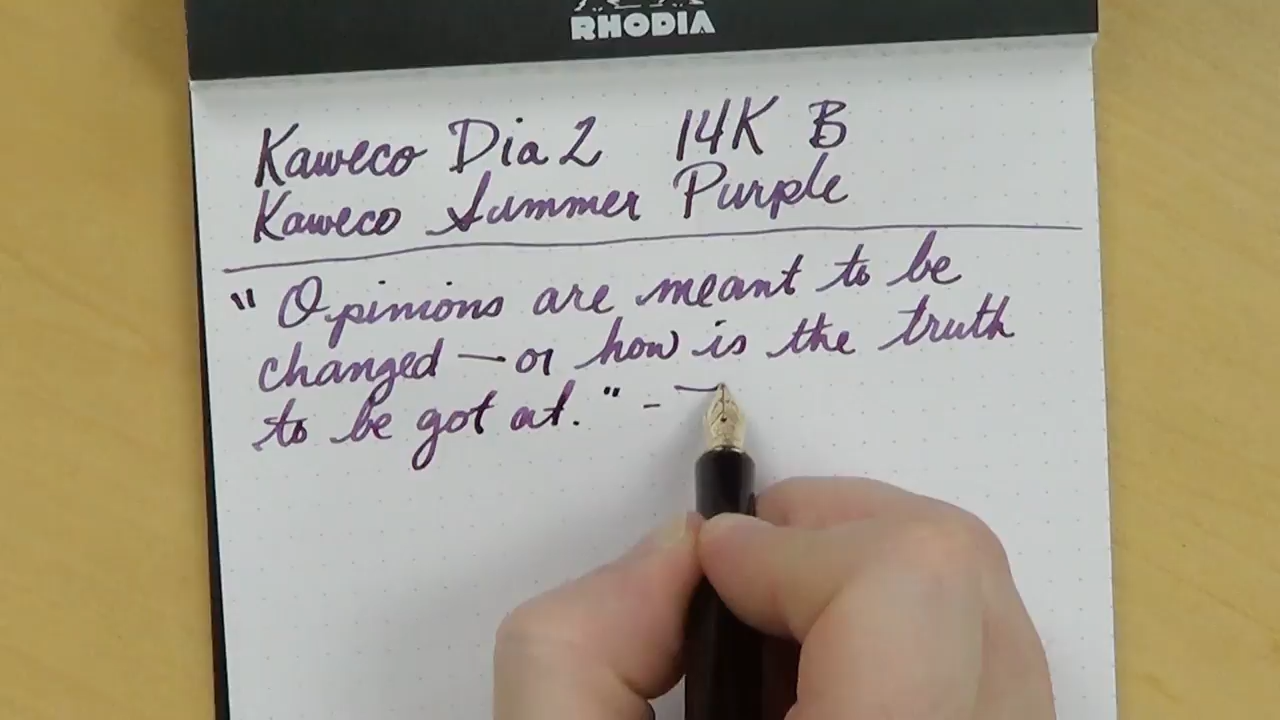 RHODIA
Kaweco Dia 2 14K B
Kaweco Summer Purple
"Opinions are meant to be
changed — or how is the truth
to be got at." -